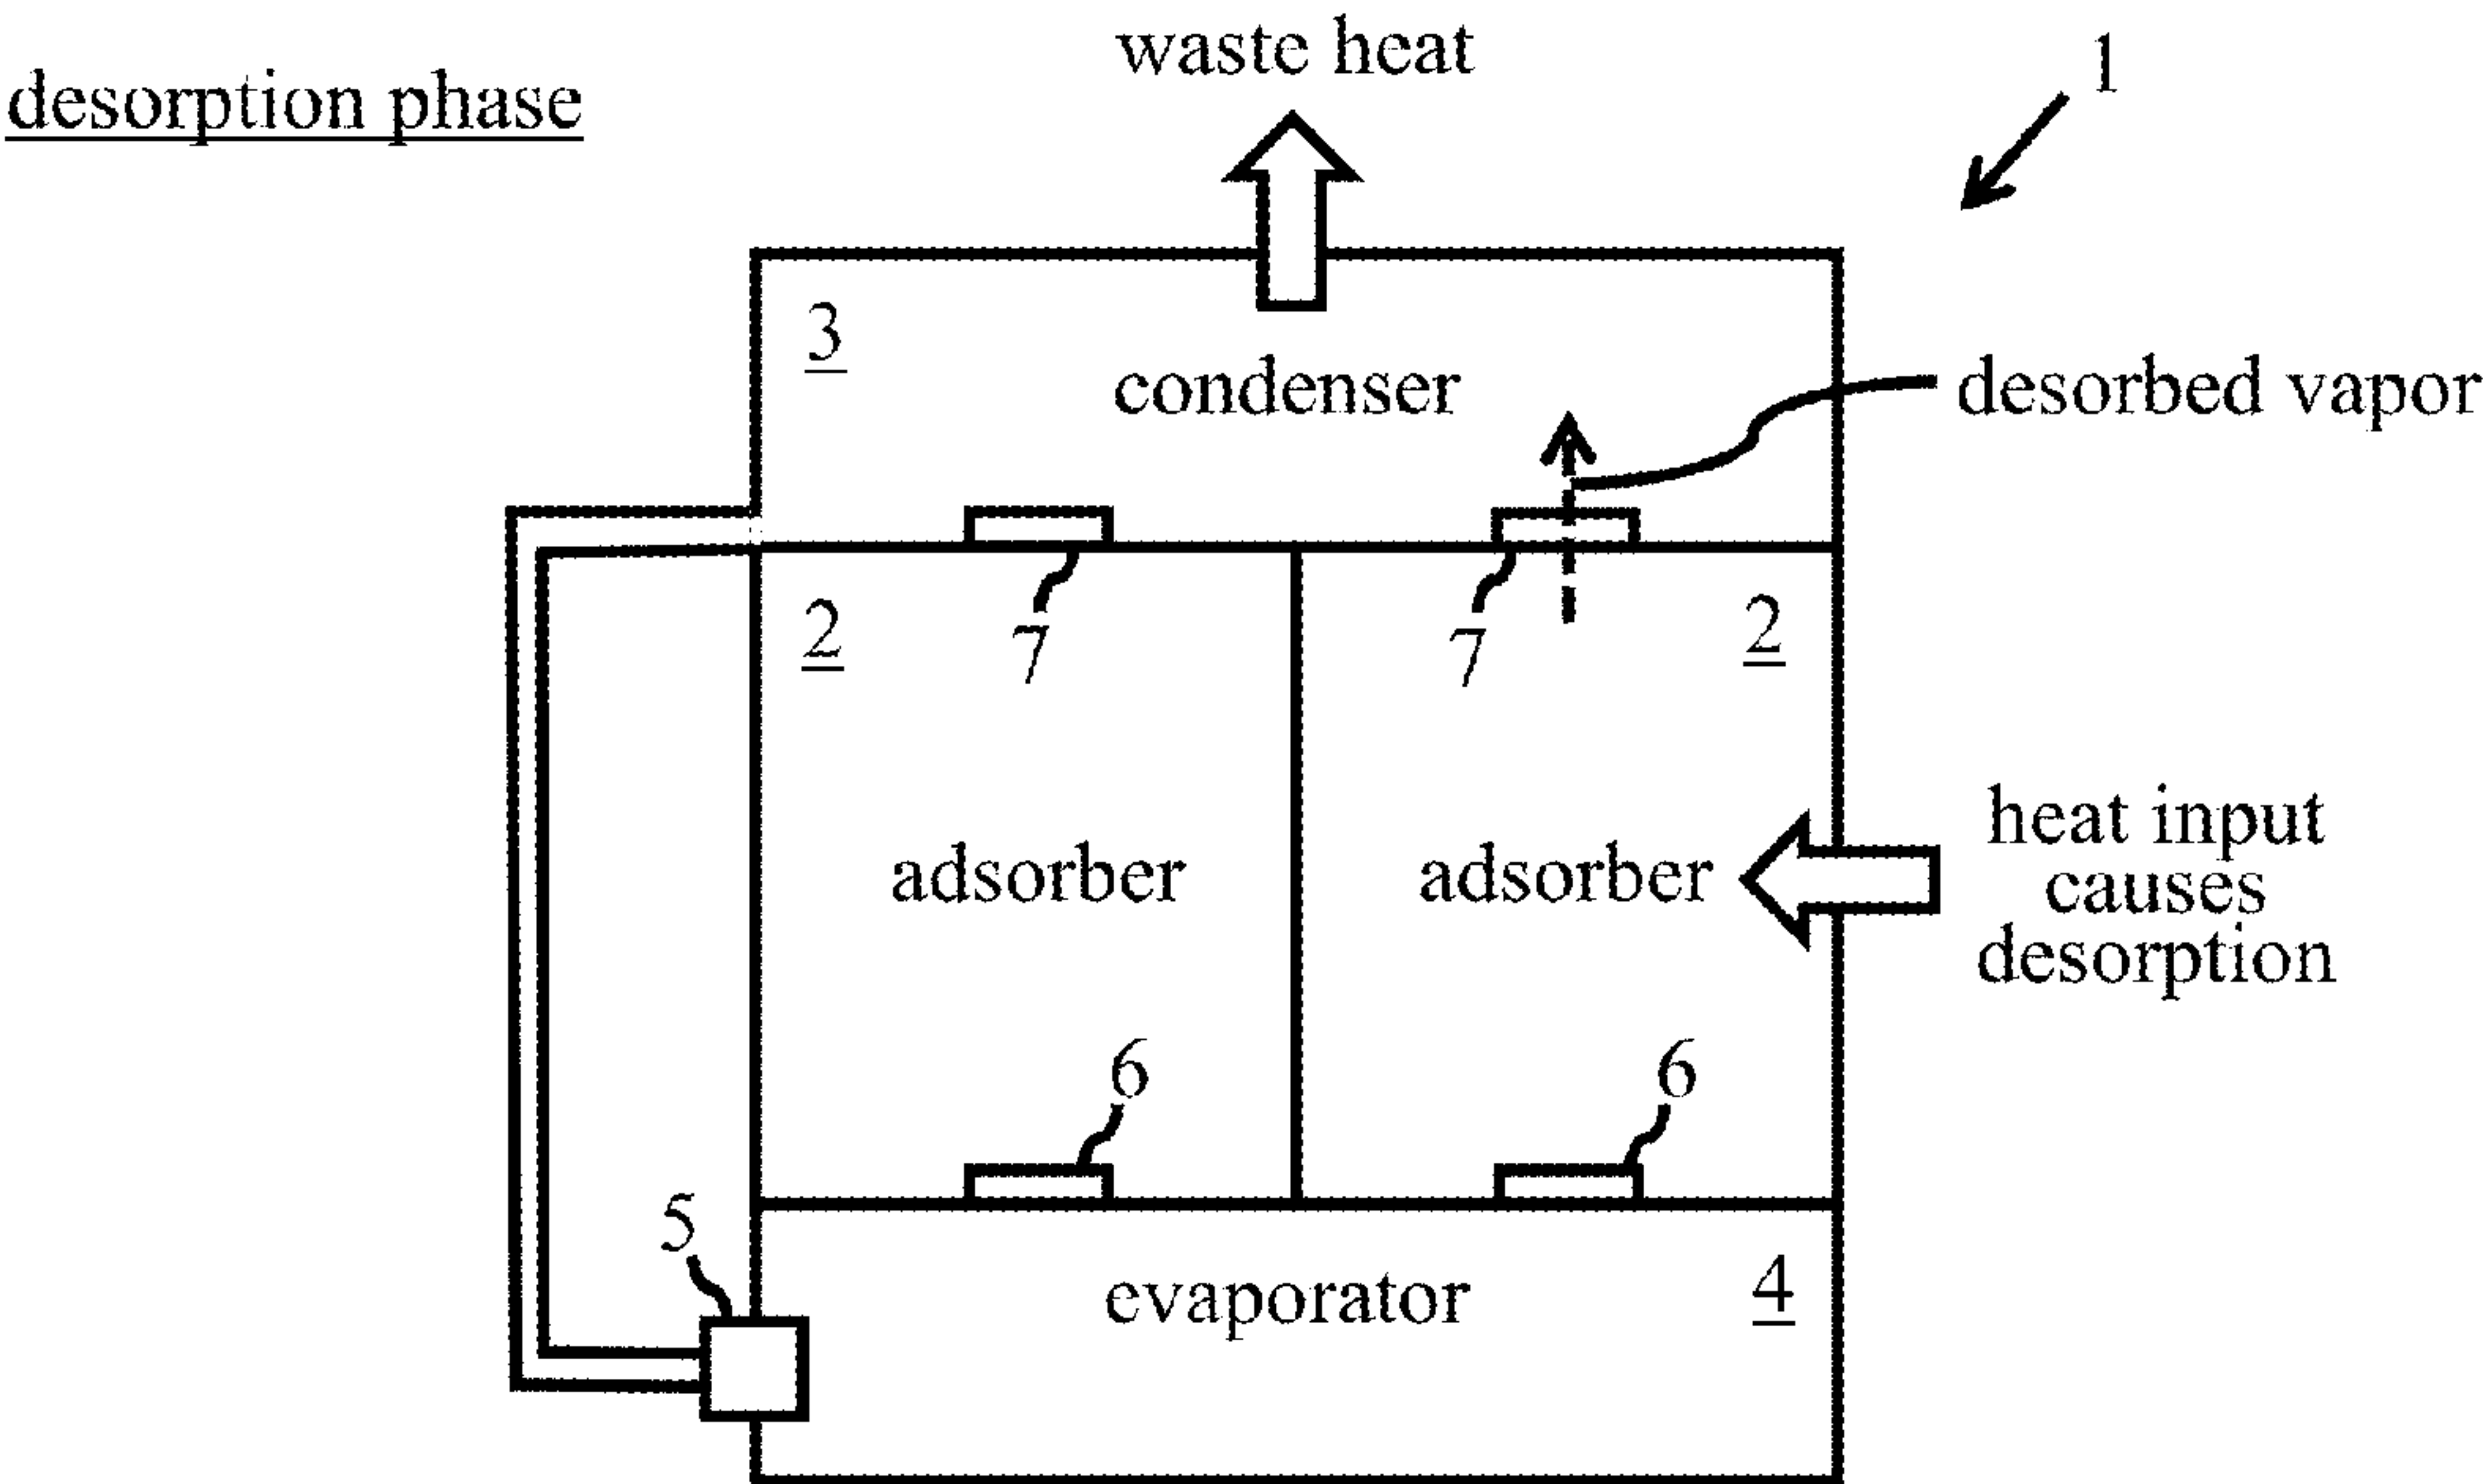 desorption phase
waste heat
1
3
condenser
desorbed vapor
2
7
7
2
adsorber
adsorber
heat input
causes
desorption
6
6
5
evaporator
4